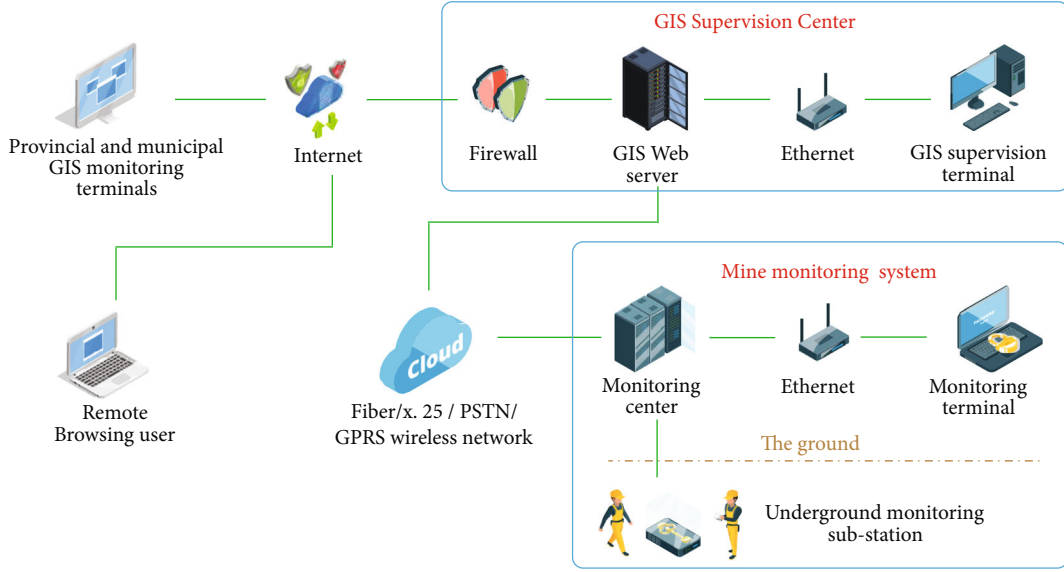 GIS Supervision Center
Provincial and municipal
GIS monitoring
terminals
Internet
Firewall
GIS Web
server
Ethernet
GIS supervision
terminal
Mine monitoring system
Remote
Browsing user
Cloud
Fiber/x. 25 / PSTN/
GPRS wireless network
Monitoring
center
Ethernet
Monitoring
terminal
The ground
Underground monitoring
sub-station